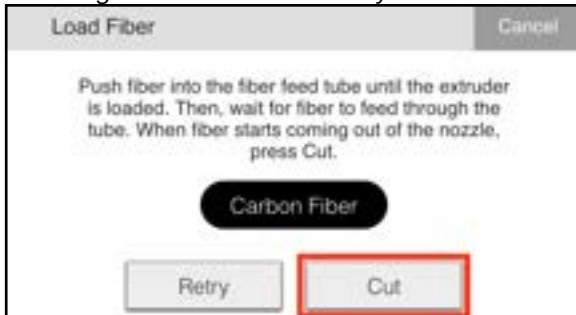 Load Fiber
Cancel
Push fiber into the fiber feed tube until the extruder
is loaded. Then, wait for fiber to feed through the
tube. When fiber starts coming out of the nozzle,
press Cut.
Carbon Fiber
Retry
Cut